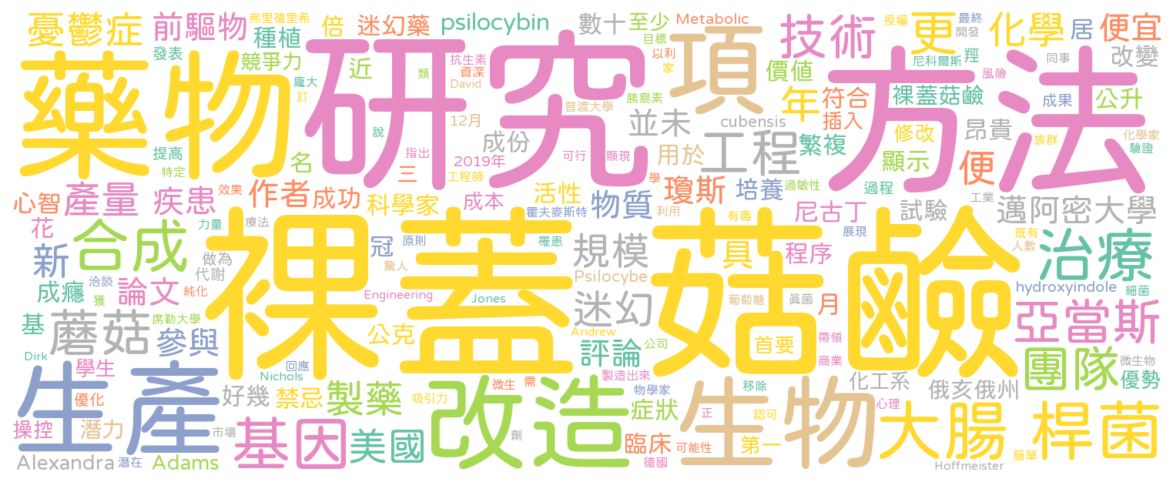 憂鬱症 前驅物 弗里德里希 種植 倍 迷幻藥 psilocybin 數十 至少 Metabolic 技術 更 授權 最終 化學 居 便宜
發表 競爭力 近 抗生素 資深 目標 以利 價值 尼科爾斯 開發 同事 改變
藥物 研究 項 方法
龐大 類 David 家 年 羥 風險
訂 胰島素 符合 裸蓋菇鹼 成果 公升
說 12月 普渡大學 cubensis 並未 插入 修改 昂貴 族群 化學家
提高 名 指出 成份 工程 繁複 驗證
特定 三 2019年 可行 顯現 用於 顯示 便
心智 產量 疾患 作者 成功 工程師 活性 學 瓊斯 培養 過敏性 過程 工業
科學家 成本 物質 利用 尼古丁 試驗 邁阿密大學
花 效果 霍夫麥斯特 有毒 展現 既有
新 合成 力量 療法 冠 原則 罹患 規模 具 程序 人數 治療
做為 洽談 驚人 Psilocybe
成癮 論文 代謝 獲 純化 裸蓋菇鹼 hydroxyindole 細菌
基 蘑菇 席勒大學 Engineering Jones 迷幻 葡萄糖 真菌 月 亞當斯
參與 公克 Andrew 首要 帶領
Dirk 學生 回應 公司 評論 商業 團隊 微生物
Nichols 製造出來 移除 化工系 俄亥俄州 優勢
生產 優化 好幾 禁忌 製藥 微生 需 物學家 改造 症狀 生物 正 認可 心理 大腸 桿菌
操控 潛力 吸引力
市場 基因 美國 劑 臨床 可能性 第一 簡單
Alexandra 潛在 Adams 德國 Hoffmeister